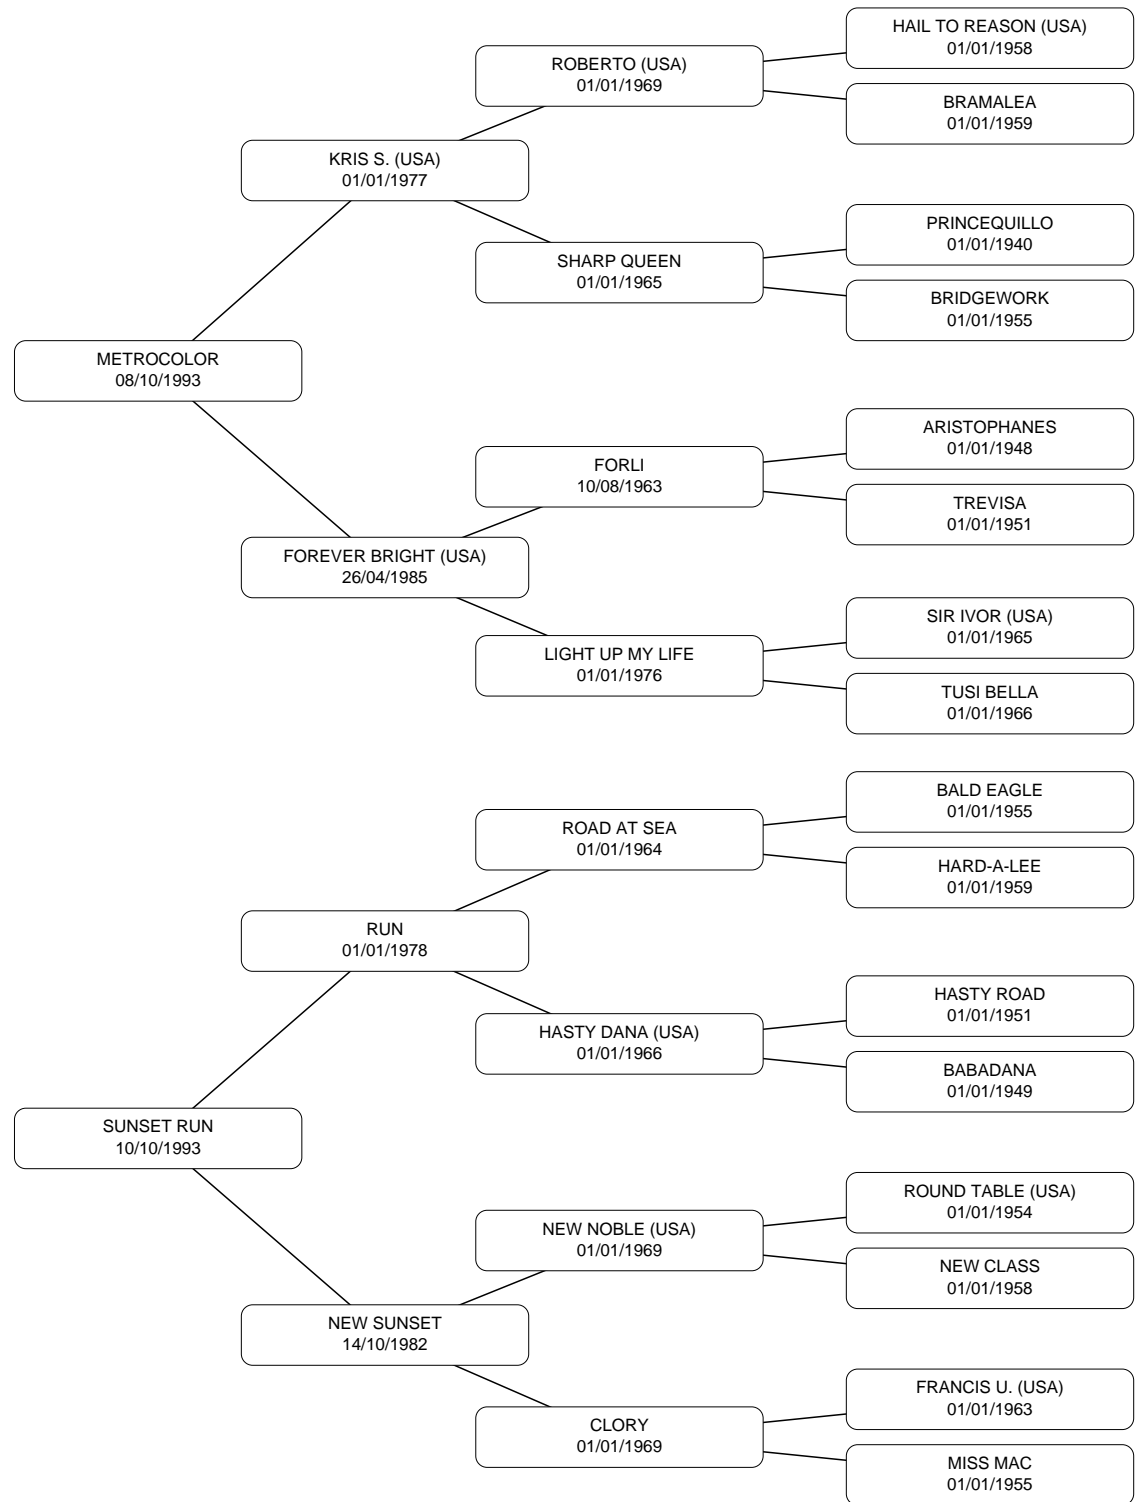 HAIL TO REASON (USA)
01/01/1958
ROBERTO (USA)
01/01/1969
BRAMALEA
01/01/1959
KRIS S. (USA)
01/01/1977
PRINCEQUILLO
01/01/1940
SHARP QUEEN
01/01/1965
BRIDGEWORK
01/01/1955
METROCOLOR
08/10/1993
ARISTOPHANES
01/01/1948
FORLI
10/08/1963
TREVISA
01/01/1951
FOREVER BRIGHT (USA)
26/04/1985
SIR IVOR (USA)
01/01/1965
LIGHT UP MY LIFE
01/01/1976
TUSI BELLA
01/01/1966
BALD EAGLE
01/01/1955
ROAD AT SEA
01/01/1964
HARD-A-LEE
01/01/1959
RUN
01/01/1978
HASTY ROAD
01/01/1951
HASTY DANA (USA)
01/01/1966
BABADANA
01/01/1949
SUNSET RUN
10/10/1993
ROUND TABLE (USA)
01/01/1954
NEW NOBLE (USA)
01/01/1969
NEW CLASS
01/01/1958
NEW SUNSET
14/10/1982
FRANCIS U. (USA)
01/01/1963
CLORY
01/01/1969
MISS MAC
01/01/1955